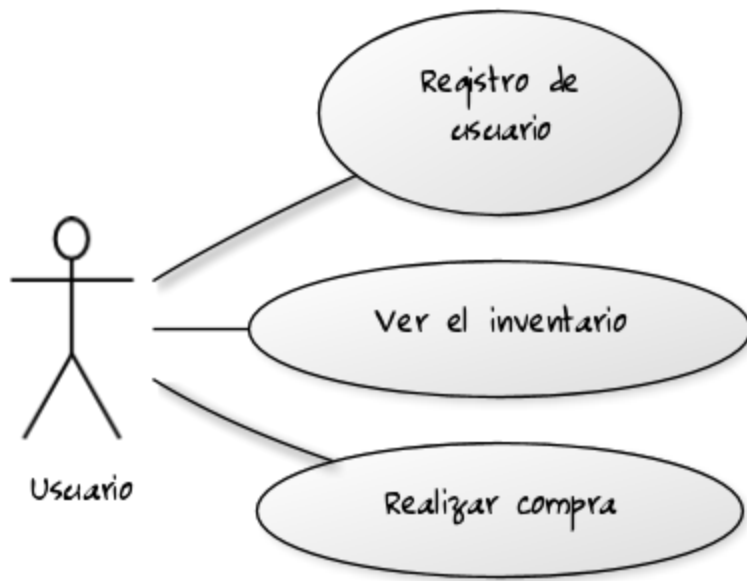 Registro de
usuario
Ver el inventario
Usuario
Realizar compra